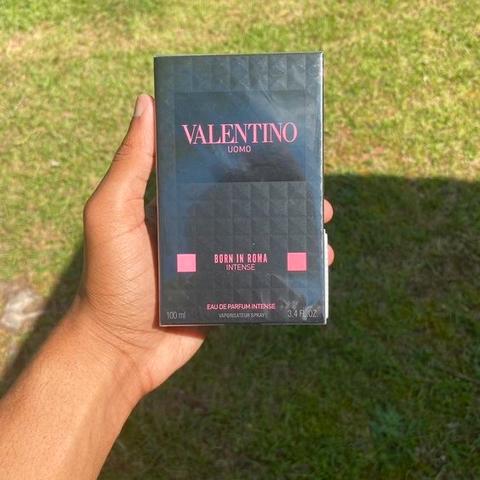 VALENTINO
UOMO
BORN IN ROMA
INTENSE
EAU DE PARFUM INTENSE
100 ml VAPORISATEUR SPRAY 3.4 FL.OZ.